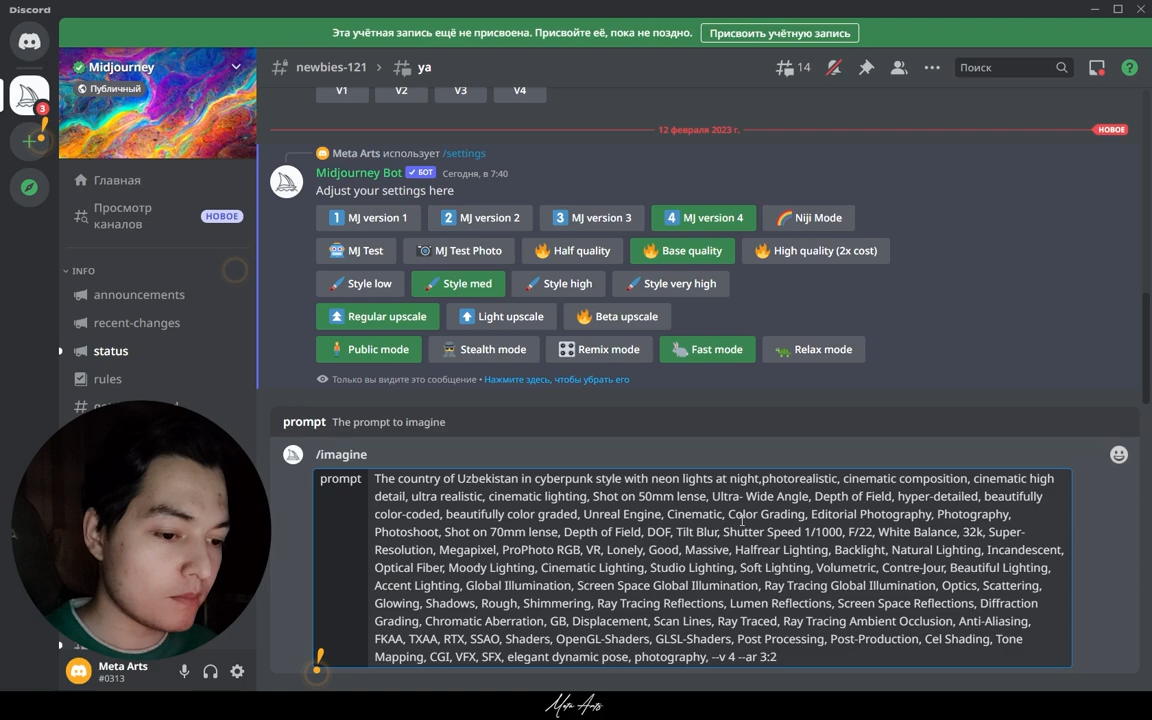 Discord
Эта учётная запись ещё не присвоена. Присвойте её, пока не поздно.
Присвоить учётную запись
Midjourney
Публичный
newbies-121
ya
14
Поиск
3
V1
V2
V3
V4
12 февраля 2023 г.
НОВОЕ
Главная
Просмотр
каналов
НОВОЕ
INFO
announcements
recent-changes
status
rules
Meta Arts использует /settings
Midjourney Bot
БОТ
Сегодня, в 7:40
Adjust your settings here
1 MJ version 1
2 MJ version 2
3 MJ version 3
4 MJ version 4
Niji Mode
MJ Test
MJ Test Photo
Half quality
Base quality
High quality (2x cost)
Style low
Style med
Style high
Style very high
Regular upscale
Light upscale
Beta upscale
Public mode
Stealth mode
Remix mode
Fast mode
Relax mode
Только вы видите это сообщение • Нажмите здесь, чтобы убрать его
prompt The prompt to imagine
/imagine
prompt
The country of Uzbekistan in cyberpunk style with neon lights at night,photorealistic, cinematic composition, cinematic high
detail, ultra realistic, cinematic lighting, Shot on 50mm lense, Ultra- Wide Angle, Depth of Field, hyper-detailed, beautifully
color-coded, beautifully color graded, Unreal Engine, Cinematic, Color Grading, Editorial Photography, Photography,
Photoshoot, Shot on 70mm lense, Depth of Field, DOF, Tilt Blur, Shutter Speed 1/1000, F/22, White Balance, 32k, Super-
Resolution, Megapixel, ProPhoto RGB, VR, Lonely, Good, Massive, Halfrear Lighting, Backlight, Natural Lighting, Incandescent,
Optical Fiber, Moody Lighting, Cinematic Lighting, Studio Lighting, Soft Lighting, Volumetric, Contre-Jour, Beautiful Lighting,
Accent Lighting, Global Illumination, Screen Space Global Illumination, Ray Tracing Global Illumination, Optics, Scattering,
Glowing, Shadows, Rough, Shimmering, Ray Tracing Reflections, Lumen Reflections, Screen Space Reflections, Diffraction
Grading, Chromatic Aberration, GB, Displacement, Scan Lines, Ray Traced, Ray Tracing Ambient Occlusion, Anti-Aliasing,
FKAA, TXAA, RTX, SSAO, Shaders, OpenGL-Shaders, GLSL-Shaders, Post Processing, Post-Production, Cel Shading, Tone
Mapping, CGI, VFX, SFX, elegant dynamic pose, photography, --v 4 --ar 3:2
Meta Arts
#0313
Meta Arts